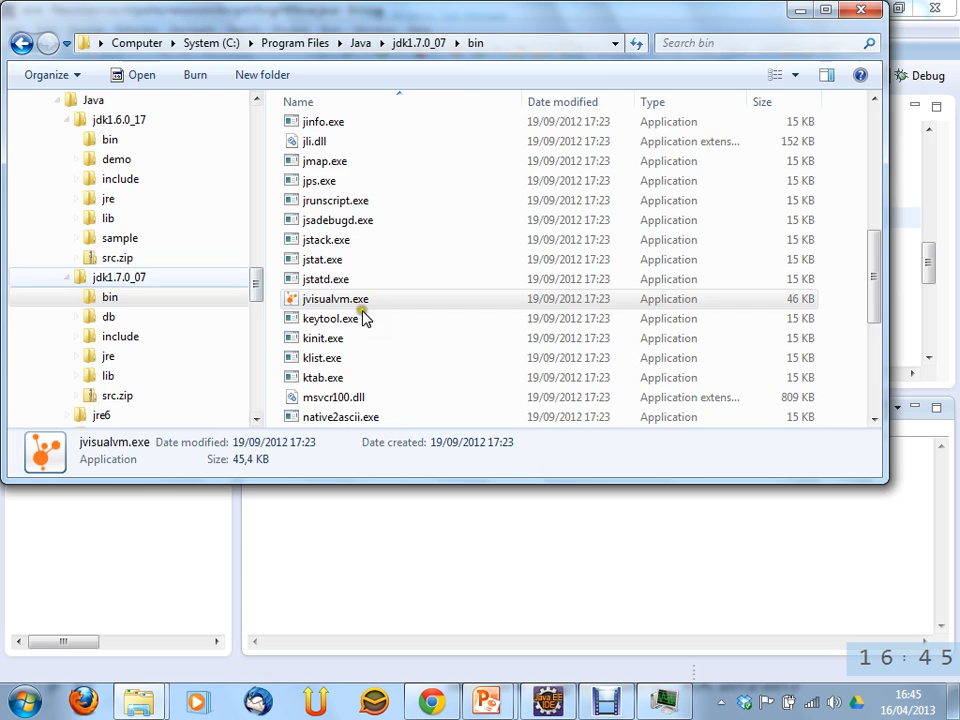 Computer System (C:) Program Files Java jdk1.7.0_07 bin
Search bin
Organize Open Burn New folder
Debug
Java
jdk1.6.0_17
bin
demo
include
jre
lib
sample
src.zip
jdk1.7.0_07
bin
db
include
jre
lib
src.zip
jre6
Name Date modified Type Size
jinfo.exe 19/09/2012 17:23 Application 15 KB
jli.dll 19/09/2012 17:23 Application extens... 152 KB
jmap.exe 19/09/2012 17:23 Application 15 KB
jps.exe 19/09/2012 17:23 Application 15 KB
jrunscript.exe 19/09/2012 17:23 Application 15 KB
jsadebugd.exe 19/09/2012 17:23 Application 15 KB
jstack.exe 19/09/2012 17:23 Application 15 KB
jstat.exe 19/09/2012 17:23 Application 15 KB
jstatd.exe 19/09/2012 17:23 Application 15 KB
jvisualvm.exe 19/09/2012 17:23 Application 46 KB
keytool.exe 19/09/2012 17:23 Application 15 KB
kinit.exe 19/09/2012 17:23 Application 15 KB
klist.exe 19/09/2012 17:23 Application 15 KB
ktab.exe 19/09/2012 17:23 Application 15 KB
msvcr100.dll 19/09/2012 17:23 Application extens... 809 KB
native2ascii.exe 19/09/2012 17:23 Application 15 KB
jvisualvm.exe Date modified: 19/09/2012 17:23 Date created: 19/09/2012 17:23
Application Size: 45,4 KB
16:45
Java EE
IDE
16:45
16/04/2013